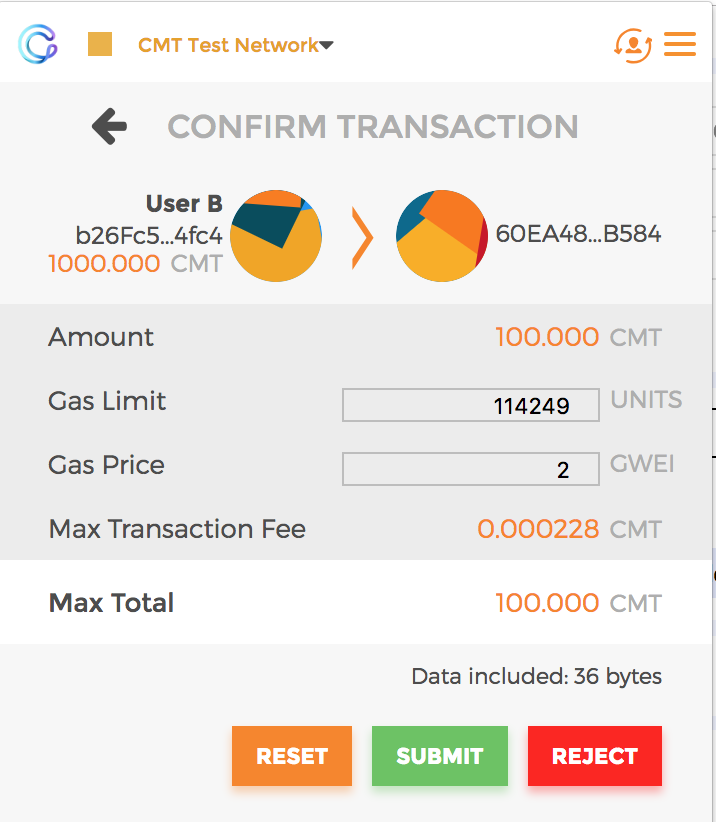 CMT Test Network
CONFIRM TRANSACTION
User B
b26Fc5...4fc4
1000.000 CMT
60EA48...B584
Amount 100.000 CMT
Gas Limit 114249 UNITS
Gas Price 2 GWEI
Max Transaction Fee 0.000228 CMT
Max Total 100.000 CMT
Data included: 36 bytes
RESET SUBMIT REJECT